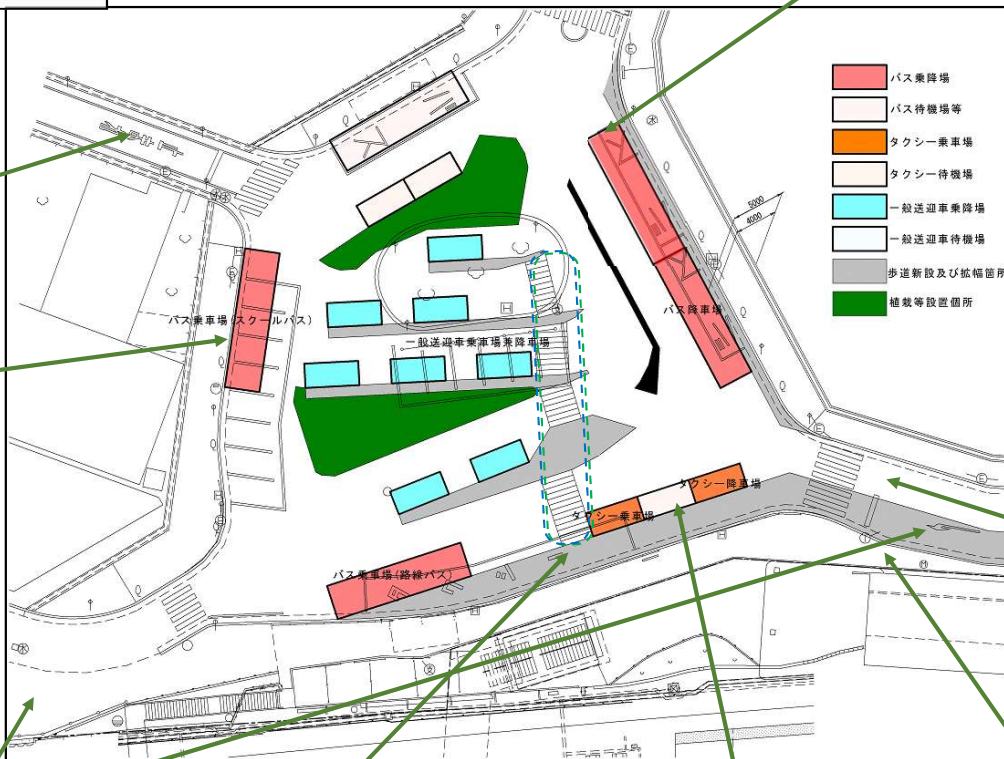 バス乗降場
バス待機場等
タクシー乗車場
タクシー待機場
一般送迎車乗降場
一般送迎車待機場
歩道新設及び拡幅箇所
植栽等設置個所
5000
4000
バス乗車場(スクールバス)
バス降車場
一般送迎車乗車場兼降車場
タクシー降車場
タクシー乗車場
バス乗車場(路線バス)